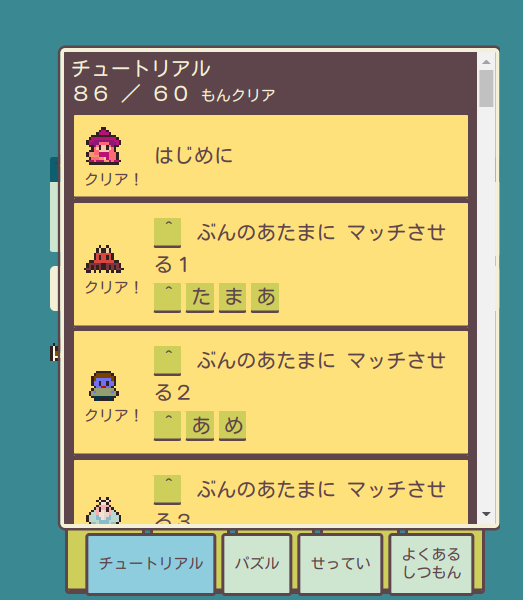 チュートリアル
８６ ／ ６０ もんクリア
はじめに
クリア！
^ ぶんのあたまに マッチさせ
る１
クリア！
^ た ま あ
^ ぶんのあたまに マッチさせ
る２
クリア！
^ あ め
^ ぶんのあたまに マッチさせ
る３
チュートリアル
パズル
せってい
よくある
しつもん